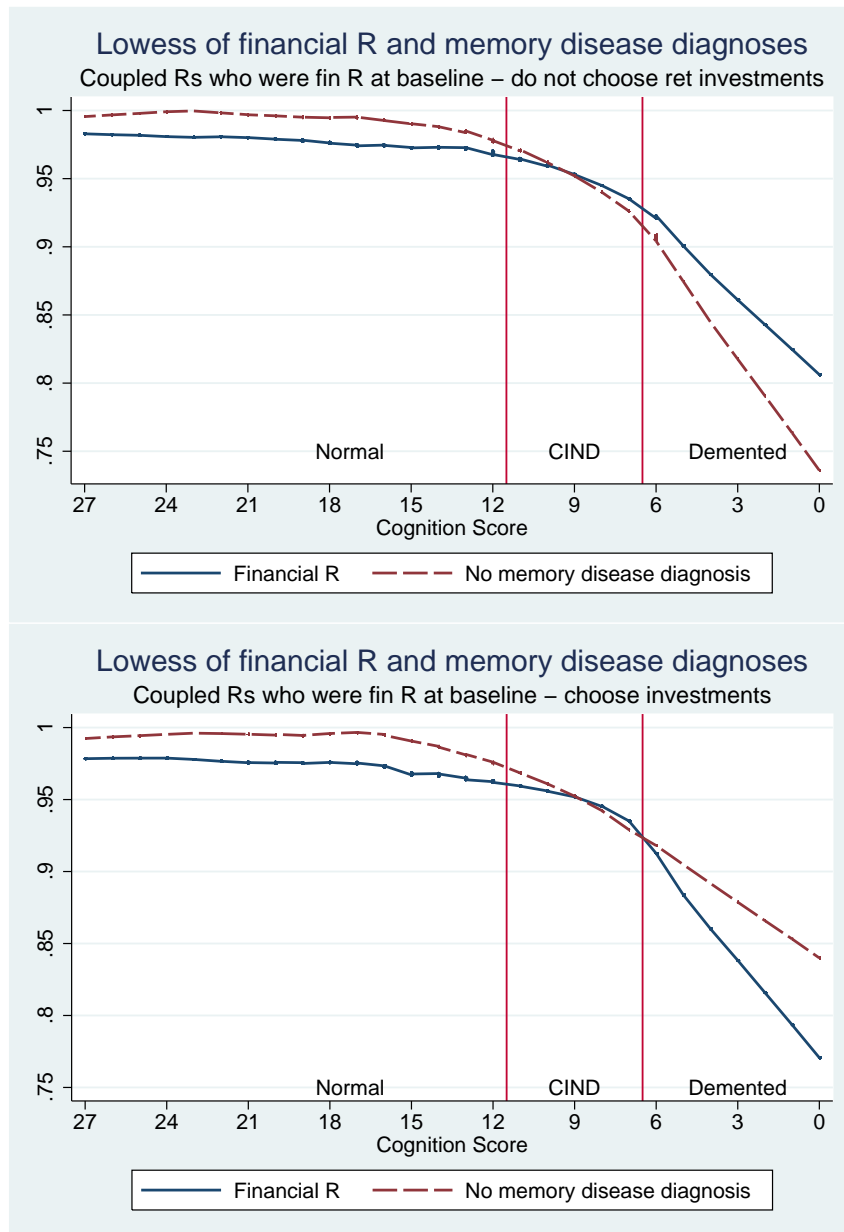 Lowess of financial R and memory disease diagnoses
Coupled Rs who were fin R at baseline – do not choose ret investments
1
.95
.9
.85
.8
.75
Normal CIND Demented
27 24 21 18 15 12 9 6 3 0
Cognition Score
Financial R No memory disease diagnosis
Lowess of financial R and memory disease diagnoses
Coupled Rs who were fin R at baseline – choose investments
1
.95
.9
.85
.8
.75
Normal CIND Demented
27 24 21 18 15 12 9 6 3 0
Cognition Score
Financial R No memory disease diagnosis